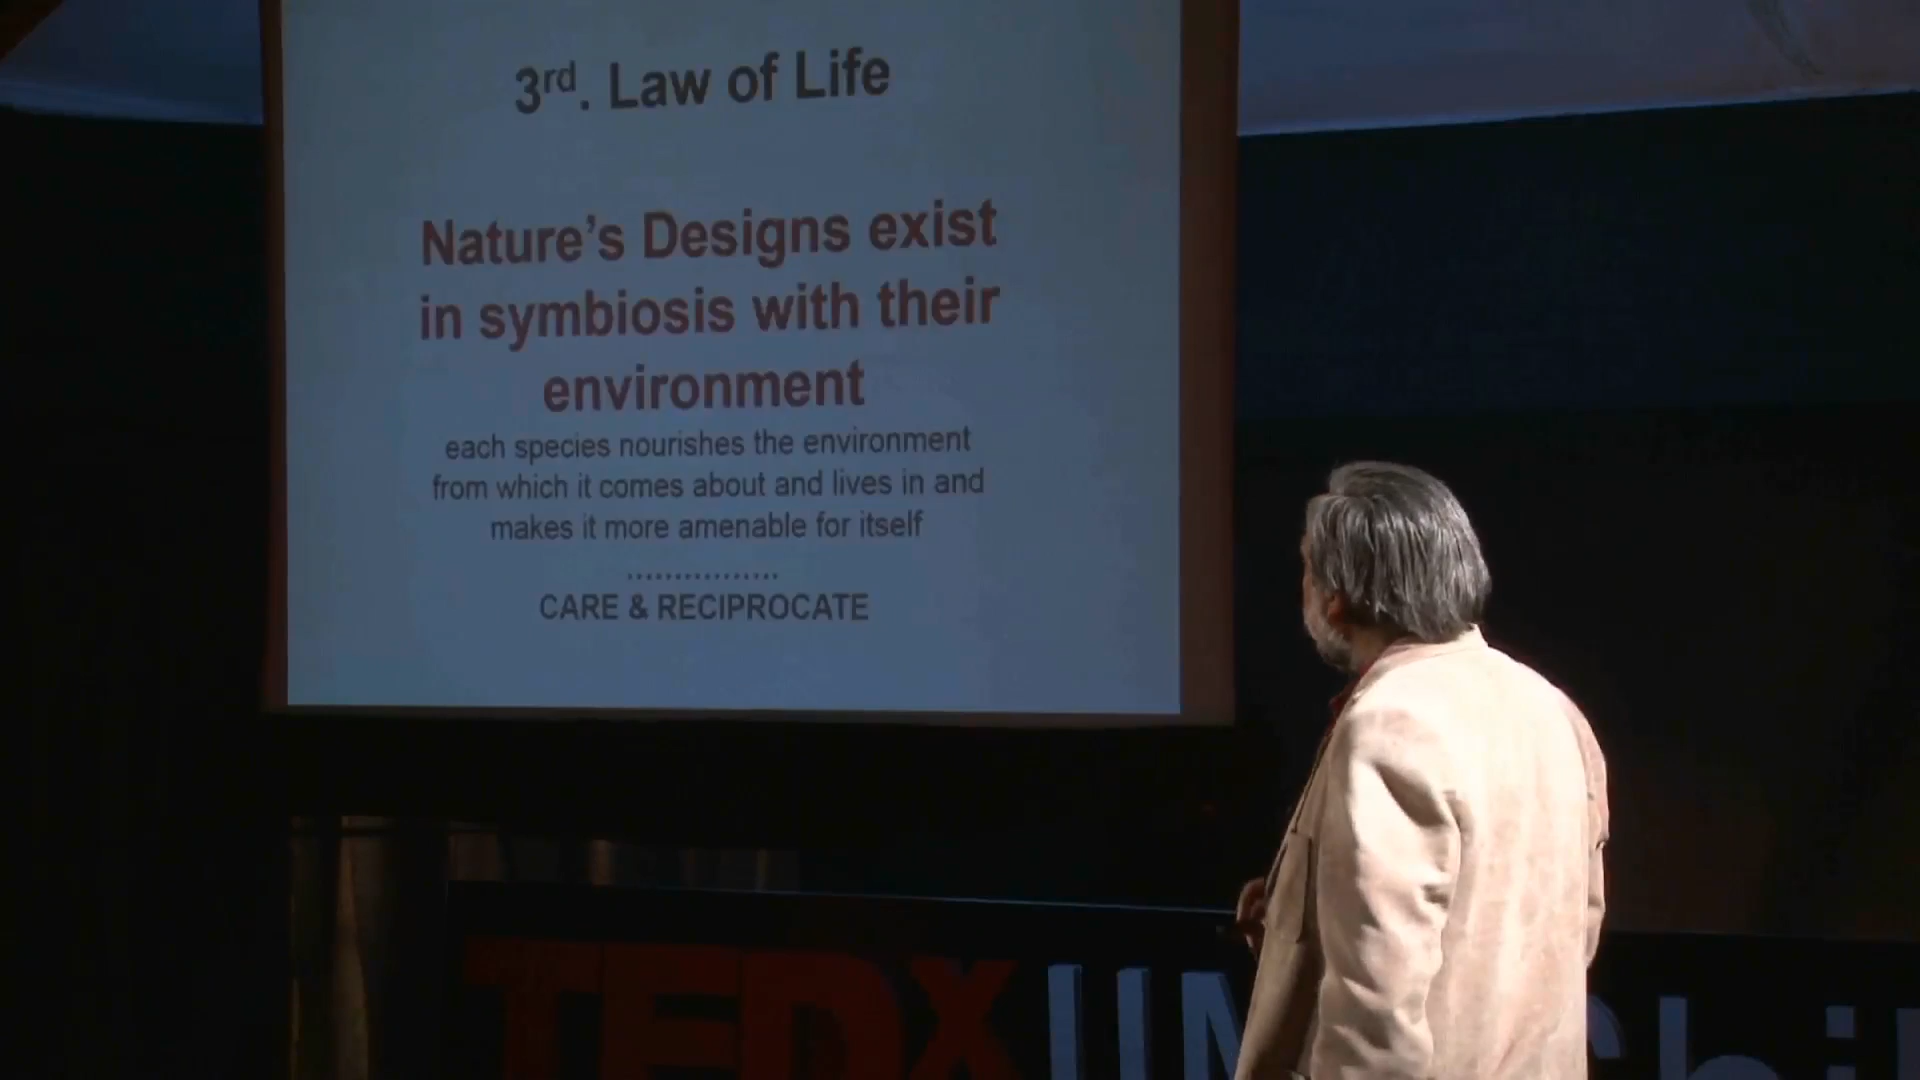 3rd. Law of Life
Nature's Designs exist
in symbiosis with their
environment
each species nourishes the environment
from which it comes about and lives in and
makes it more amenable for itself
................
CARE & RECIPROCATE
TEDx